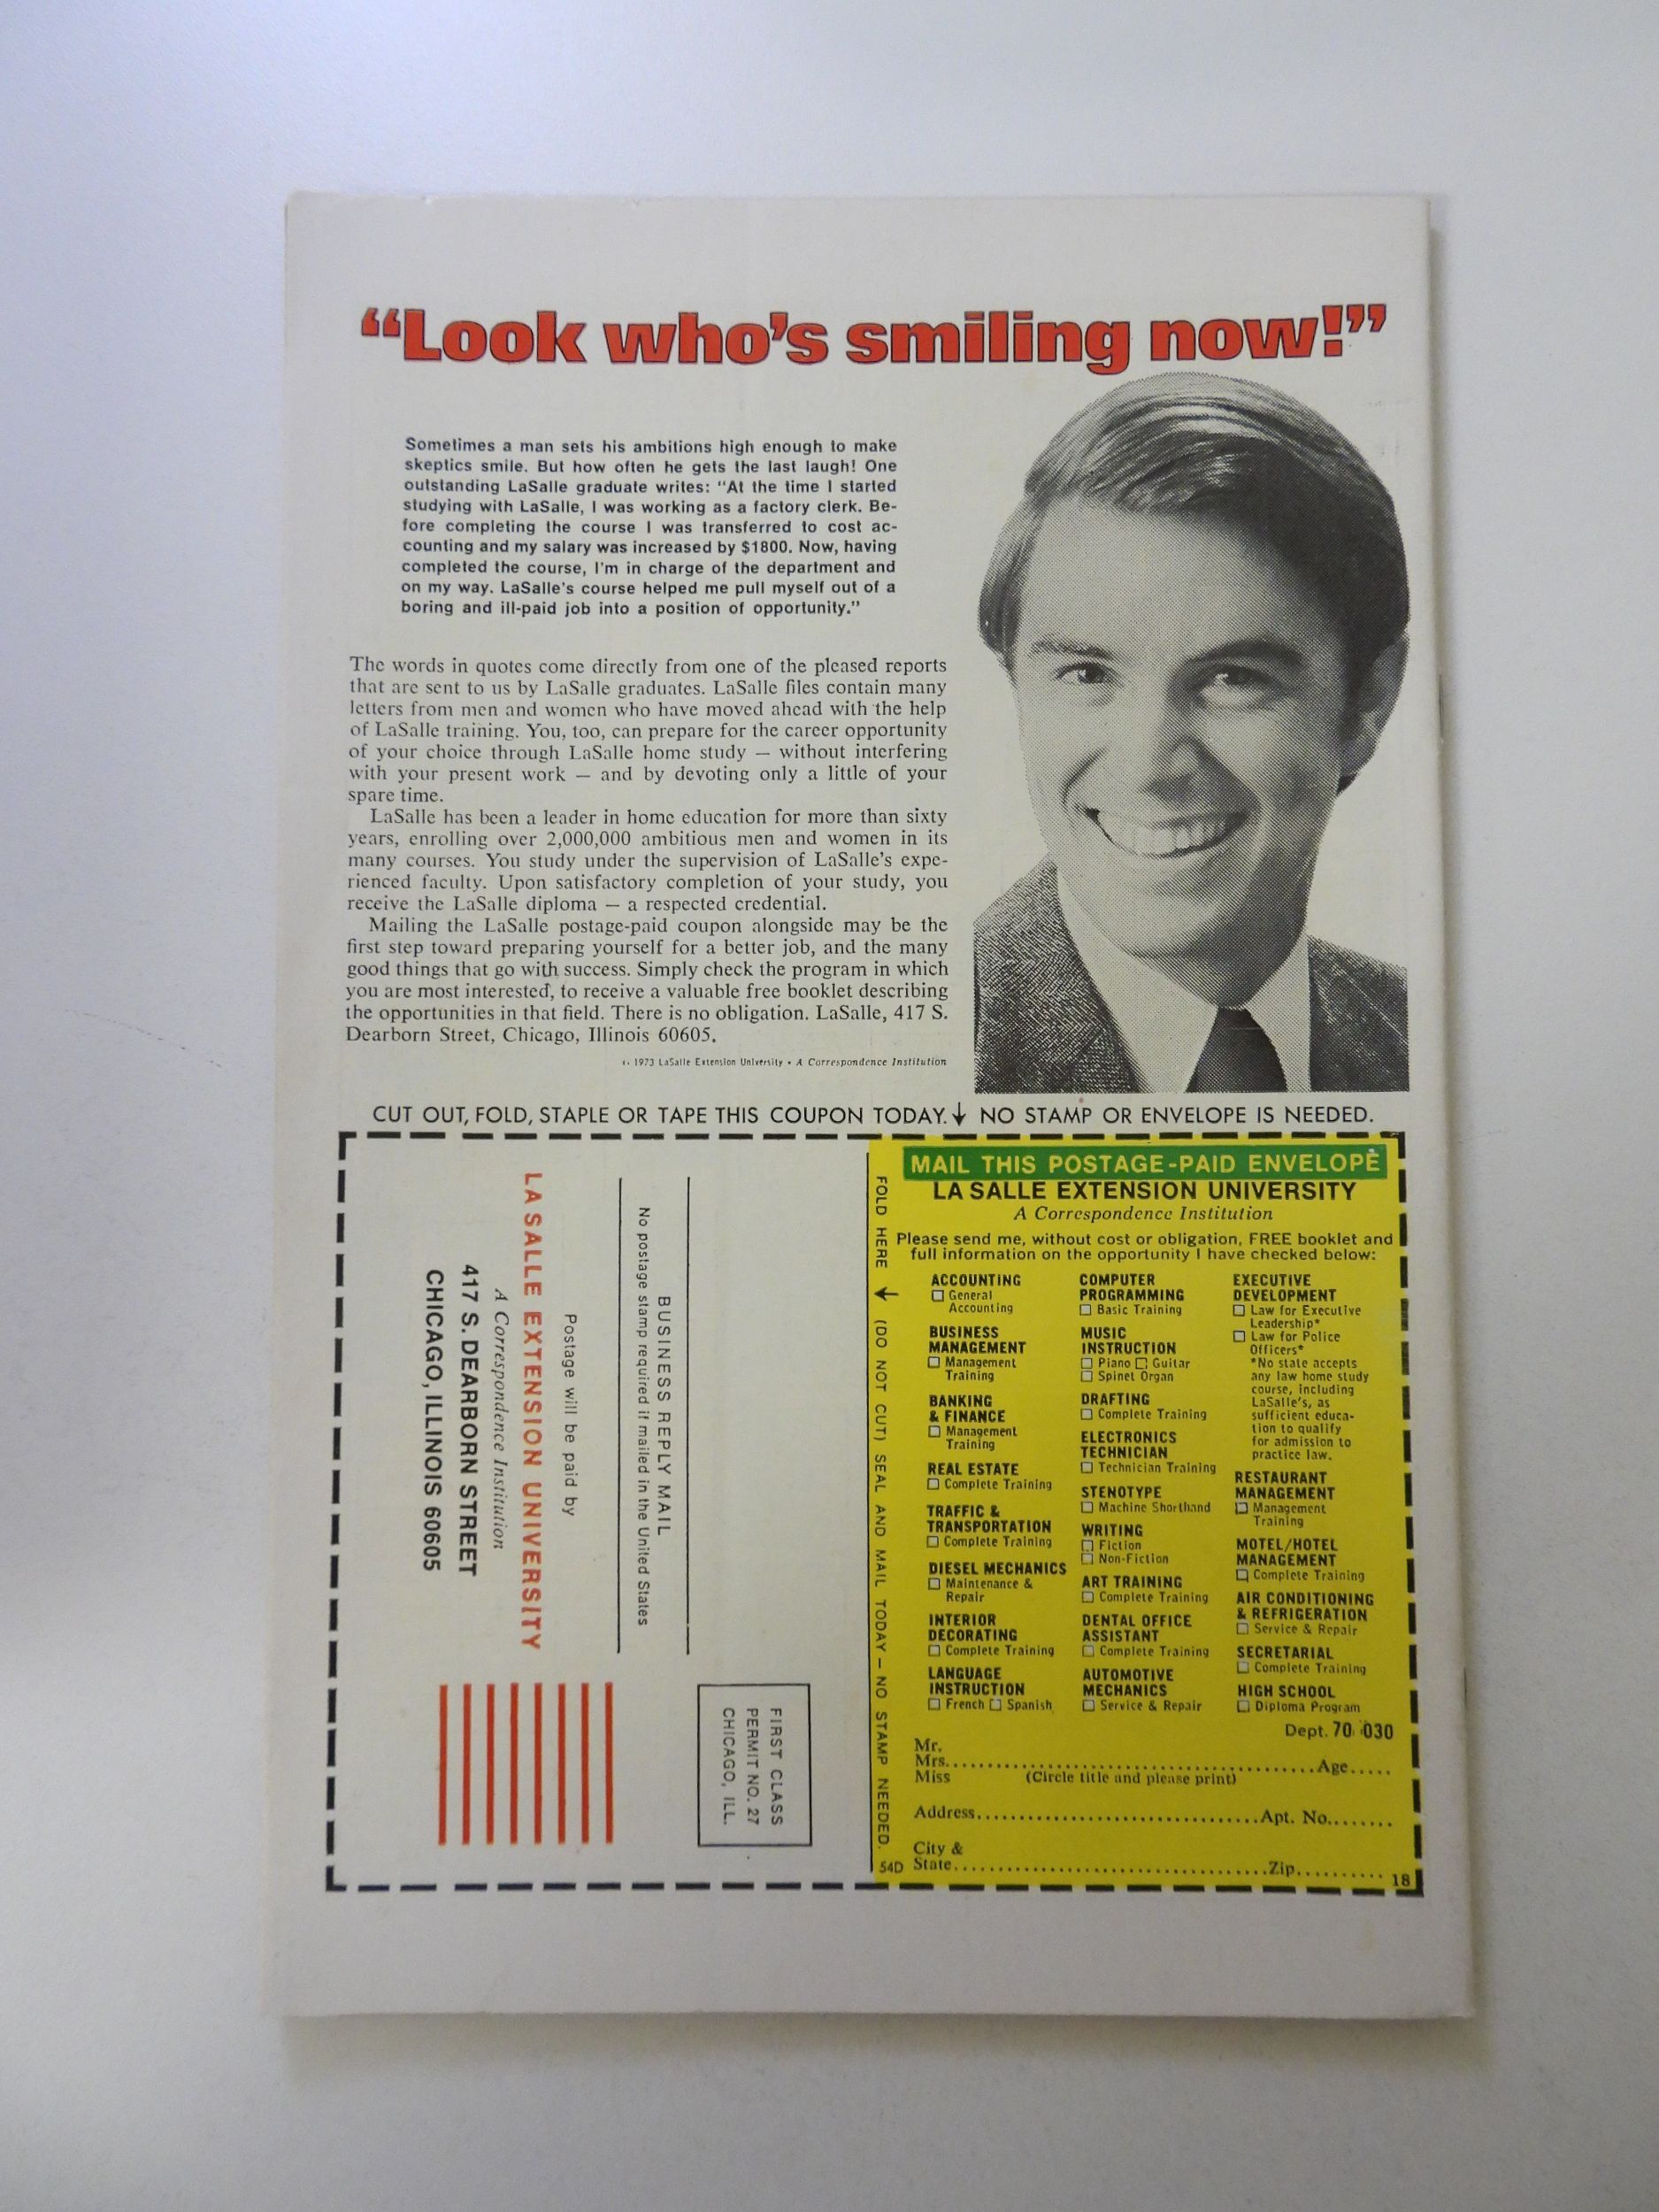 “Look who’s smiling now!”
Sometimes a man sets his ambitions high enough to make
skeptics smile. But how often he gets the last laugh! One
outstanding LaSalle graduate writes: “At the time I started
studying with LaSalle, I was working as a factory clerk. Be-
fore completing the course I was transferred to cost ac-
counting and my salary was increased by $1800. Now, having
completed the course, I’m in charge of the department and
on my way. LaSalle’s course helped me pull myself out of a
boring and ill-paid job into a position of opportunity.”
The words in quotes come directly from one of the pleased reports
that are sent to us by LaSalle graduates. LaSalle files contain many
letters from men and women who have moved ahead with the help
of LaSalle training. You, too, can prepare for the career opportunity
of your choice through LaSalle home study — without interfering
with your present work — and by devoting only a little of your
spare time.
LaSalle has been a leader in home education for more than sixty
years, enrolling over 2,000,000 ambitious men and women in its
many courses. You study under the supervision of LaSalle’s expe-
rienced faculty. Upon satisfactory completion of your study, you
receive the LaSalle diploma — a respected credential.
Mailing the LaSalle postage-paid coupon alongside may be the
first step toward preparing yourself for a better job, and the many
good things that go with success. Simply check the program in which
you are most interested, to receive a valuable free booklet describing
the opportunities in that field. There is no obligation. LaSalle, 417 S.
Dearborn Street, Chicago, Illinois 60605.
© 1973 LaSalle Extension University • A Correspondence Institution
CUT OUT, FOLD, STAPLE OR TAPE THIS COUPON TODAY. ↓ NO STAMP OR ENVELOPE IS NEEDED.
FIRST CLASS
PERMIT NO. 27
CHICAGO, ILL.
BUSINESS REPLY MAIL
No postage stamp required if mailed in the United States
Postage will be paid by
LA SALLE EXTENSION UNIVERSITY
A Correspondence Institution
417 S. DEARBORN STREET
CHICAGO, ILLINOIS 60605
FOLD HERE ↓ (DO NOT CUT) SEAL AND MAIL TODAY — NO STAMP NEEDED.
MAIL THIS POSTAGE-PAID ENVELOPE
LA SALLE EXTENSION UNIVERSITY
A Correspondence Institution
Please send me, without cost or obligation, FREE booklet and
full information on the opportunity I have checked below:
ACCOUNTING
☐ General
Accounting
BUSINESS
MANAGEMENT
☐ Management
Training
BANKING
& FINANCE
☐ Management
Training
REAL ESTATE
☐ Complete Training
TRAFFIC &
TRANSPORTATION
☐ Complete Training
DIESEL MECHANICS
☐ Maintenance &
Repair
INTERIOR
DECORATING
☐ Complete Training
LANGUAGE
INSTRUCTION
☐ French ☐ Spanish
COMPUTER
PROGRAMMING
☐ Basic Training
MUSIC
INSTRUCTION
☐ Piano ☐ Guitar
☐ Spinet Organ
DRAFTING
☐ Complete Training
ELECTRONICS
TECHNICIAN
☐ Technician Training
STENOTYPE
☐ Machine Shorthand
WRITING
☐ Fiction
☐ Non-Fiction
ART TRAINING
☐ Complete Training
DENTAL OFFICE
ASSISTANT
☐ Complete Training
AUTOMOTIVE
MECHANICS
☐ Service & Repair
EXECUTIVE
DEVELOPMENT
☐ Law for Executive
Leadership*
☐ Law for Police
Officers*
*No state accepts
any law home study
course, including
LaSalle’s, as
sufficient educa-
tion to qualify
for admission to
practice law.
RESTAURANT
MANAGEMENT
☐ Management
Training
MOTEL/HOTEL
MANAGEMENT
☐ Complete Training
AIR CONDITIONING
& REFRIGERATION
☐ Service & Repair
SECRETARIAL
☐ Complete Training
HIGH SCHOOL
☐ Diploma Program
Dept. 70 030
Mr.
Mrs. ........ Age.....
Miss (Circle title and please print)
Address........ Apt. No........
City &
State........ Zip..........
54D
18